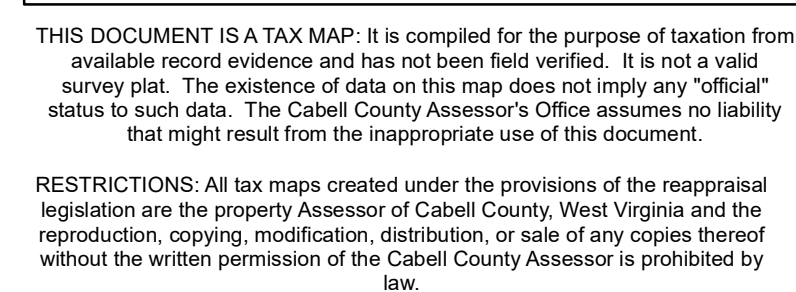 THIS DOCUMENT IS A TAX MAP: It is compiled for the purpose of taxation from
available record evidence and has not been field verified.  It is not a valid
survey plat.  The existence of data on this map does not imply any "official"
status to such data.  The Cabell County Assessor's Office assumes no liability
that might result from the inappropriate use of this document.

RESTRICTIONS: All tax maps created under the provisions of the reappraisal
legislation are the property Assessor of Cabell County, West Virginia and the
reproduction, copying, modification, distribution, or sale of any copies thereof
without the written permission of the Cabell County Assessor is prohibited by
law.